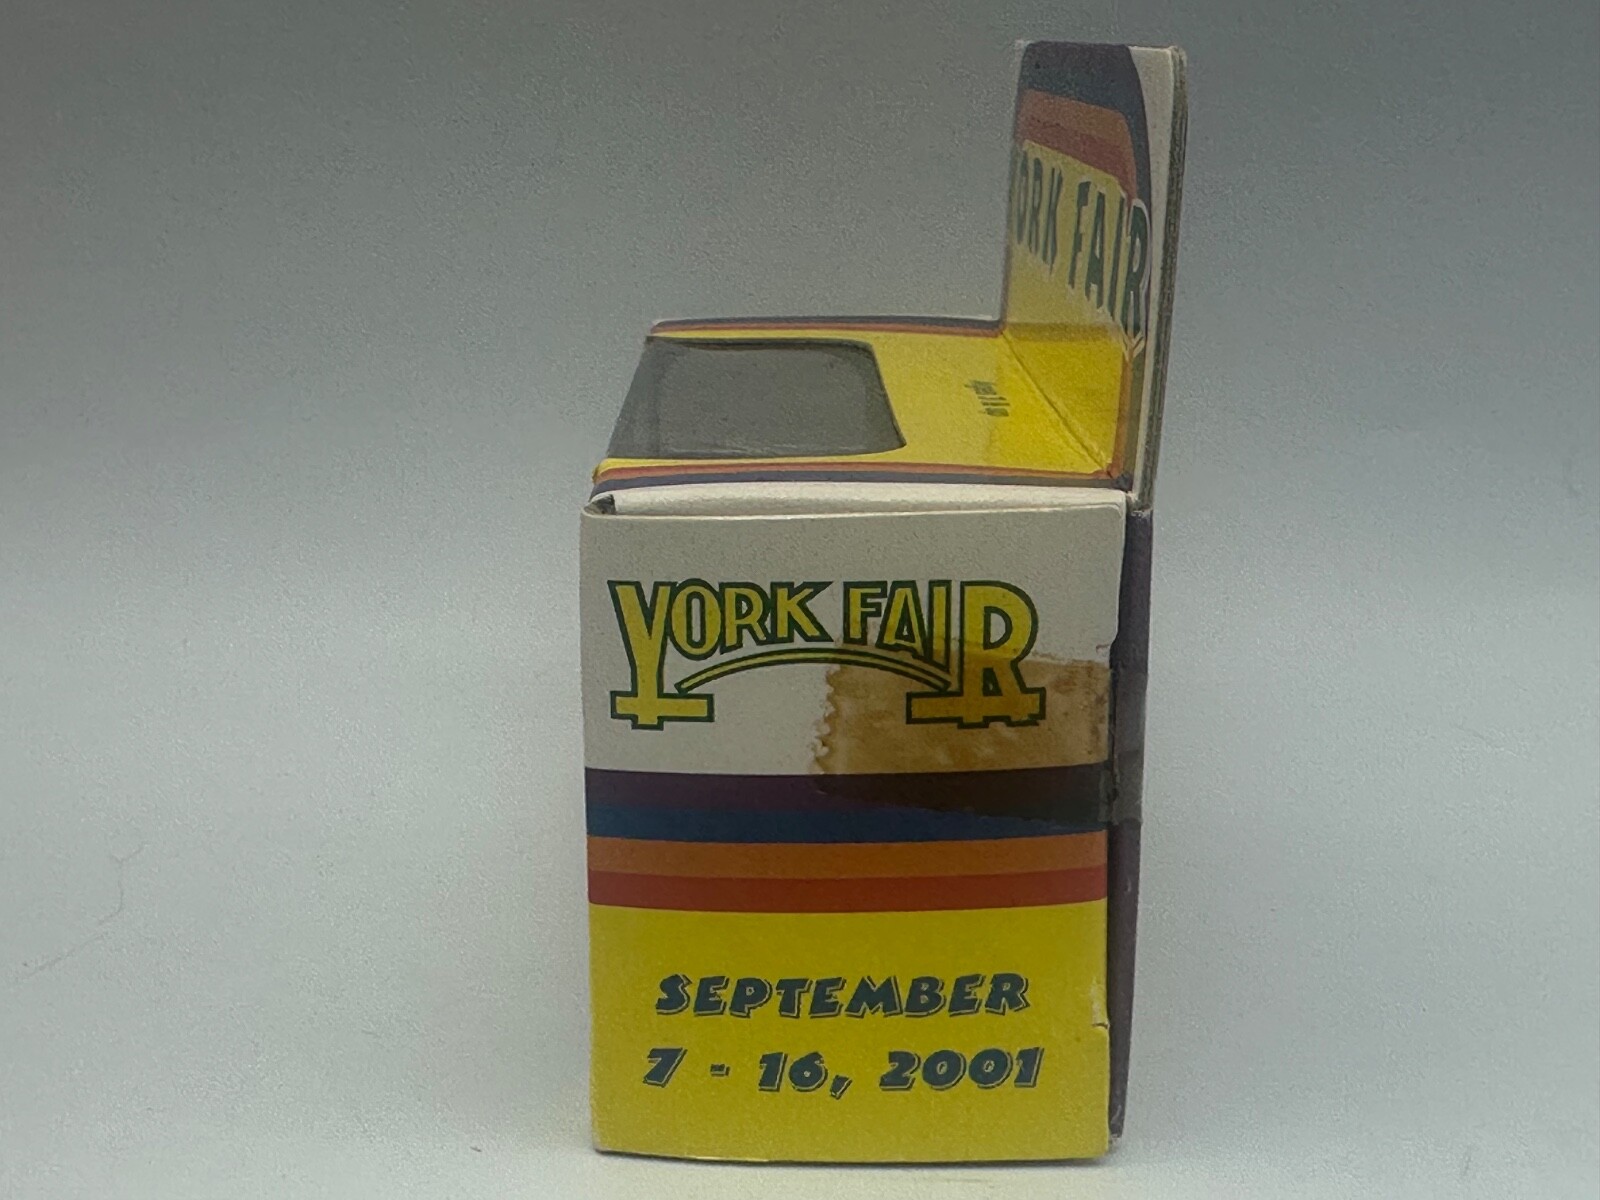 ORK FAIR
YORK FAIR
SEPTEMBER
7 - 16, 2001